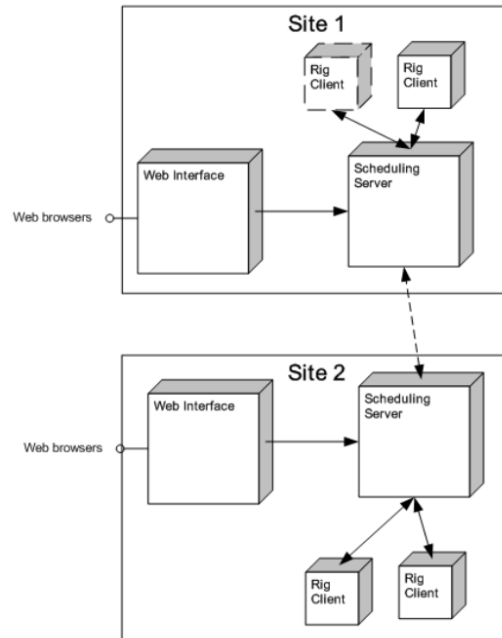 Site 1
Rig
Client
Rig
Client
Web Interface
Scheduling
Server
Web browsers
Site 2
Web Interface
Scheduling
Server
Web browsers
Rig
Client
Rig
Client